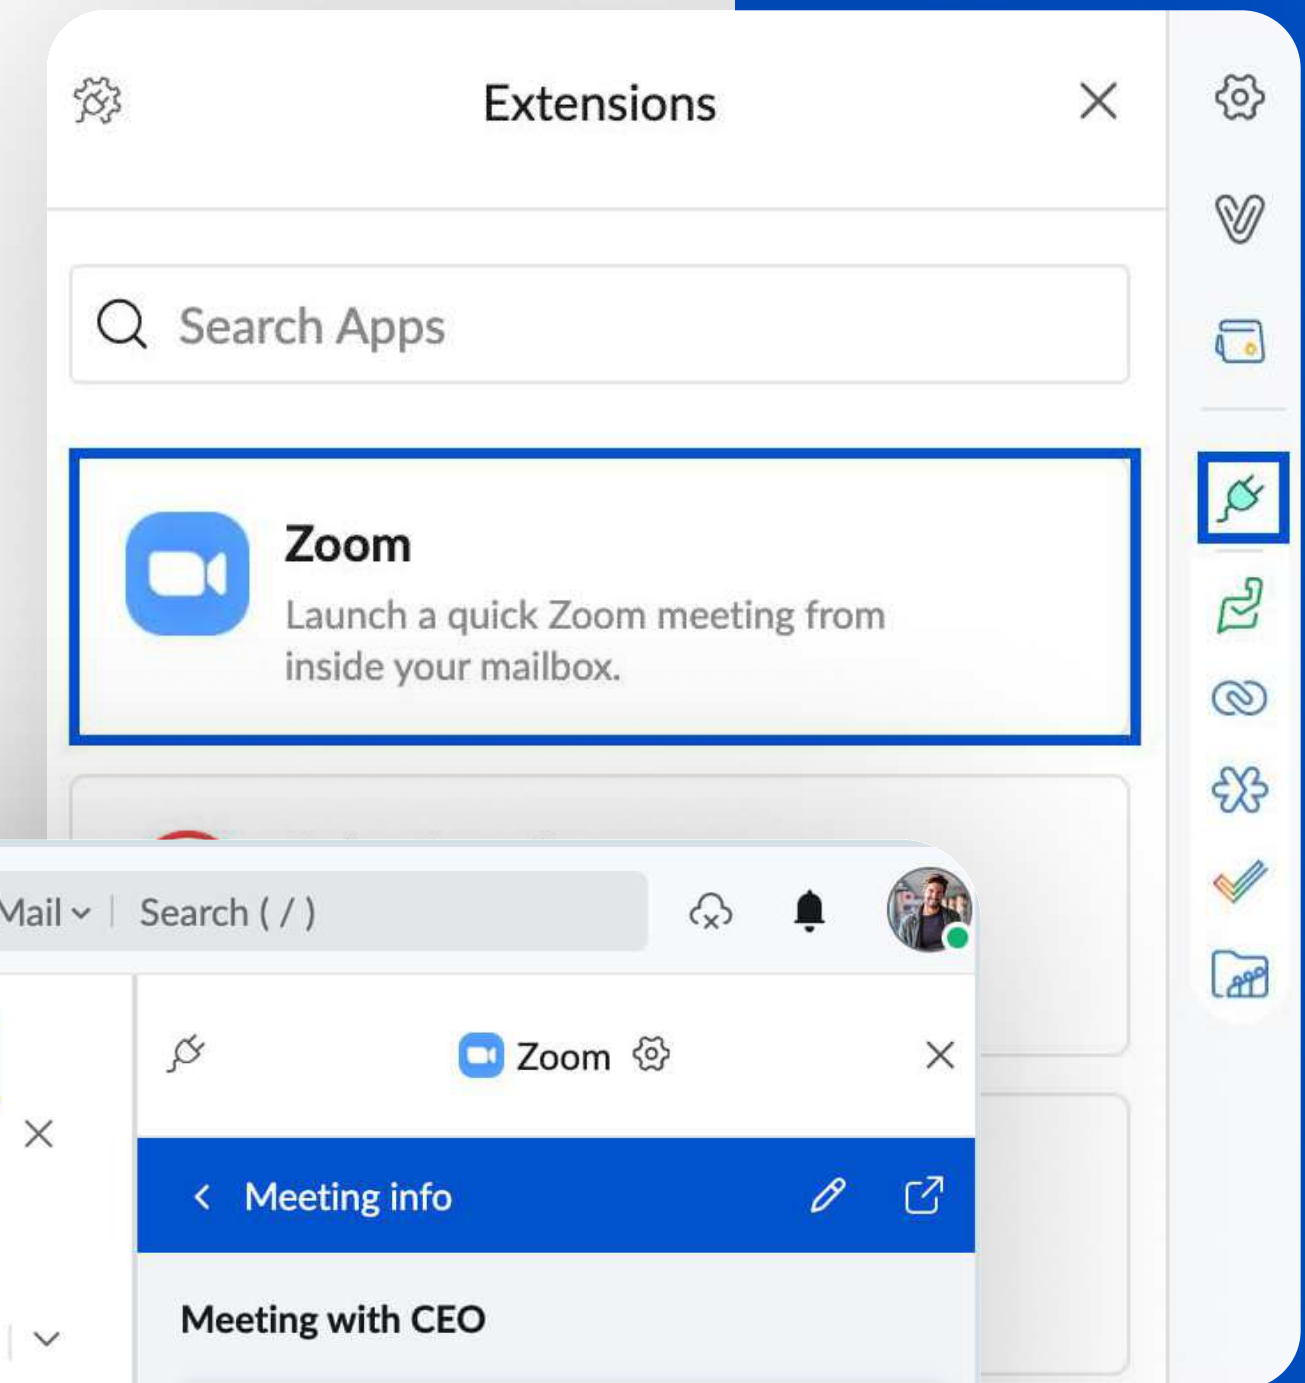 Extensions
Search Apps
Zoom
Launch a quick Zoom meeting from
inside your mailbox.
Mail
Search ( / )
Zoom
Meeting info
Meeting with CEO